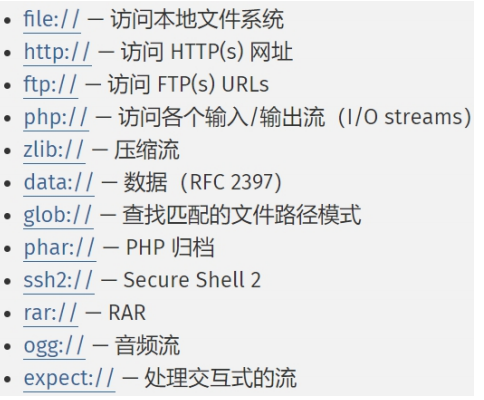 • file:// — 访问本地文件系统
• http:// — 访问 HTTP(s) 网址
• ftp:// — 访问 FTP(s) URLs
• php:// — 访问各个输入/输出流（I/O streams）
• zlib:// — 压缩流
• data:// — 数据（RFC 2397）
• glob:// — 查找匹配的文件路径模式
• phar:// — PHP 归档
• ssh2:// — Secure Shell 2
• rar:// — RAR
• ogg:// — 音频流
• expect:// — 处理交互式的流